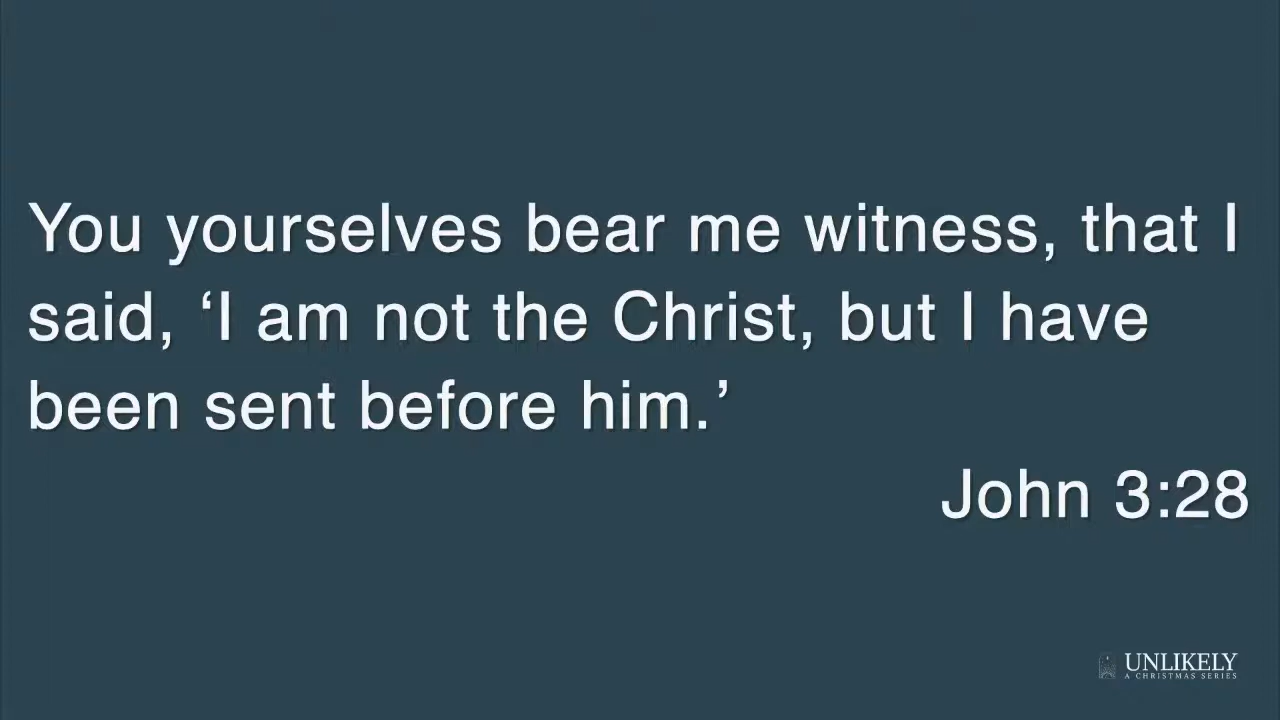 You yourselves bear me witness, that I
said, ‘I am not the Christ, but I have
been sent before him.’
John 3:28
UNLIKELY
A CHRISTMAS SERIES